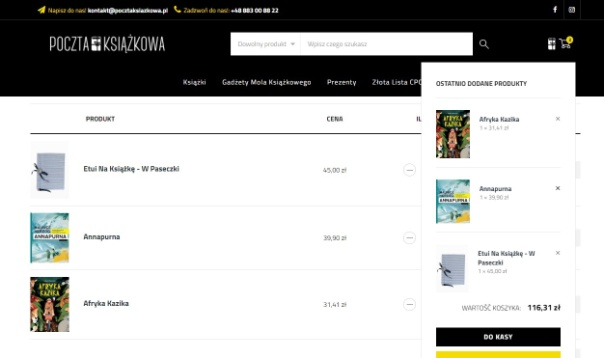 Napisz do nas! kontakt@pocztaksiazkowa.pl Zadzwoń do nas!: +48 883 00 88 22
POCZTA KSIĄŻKOWA
Dowolny produkt Wpisz czego szukasz
Książki Gadżety Mola Książkowego Prezenty Złota Lista CPC
OSTATNIO DODANE PRODUKTY
Afryka Kazika ×
1 × 31,41 zł
Annapurna ×
1 × 39,90 zł
Etui Na Książkę - W Paseczki ×
1 × 45,00 zł
WARTOŚĆ KOSZYKA: 116,31 zł
DO KASY
PRODUKT CENA
Etui Na Książkę - W Paseczki 45,00 zł
ANNAPURNA
Annapurna 39,90 zł
AFRYKA KAZIKA
Afryka Kazika 31,41 zł